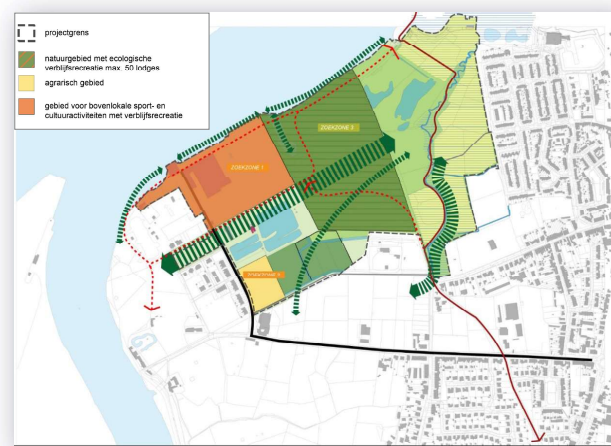 projectgrens
natuurgebied met ecologische
verblijfsrecreatie max. 50 lodges
agrarisch gebied
gebied voor bovenlokale sport- en
cultuuractiviteiten met verblijfsrecreatie
ZOEKZONE 2
ZOEKZONE 1